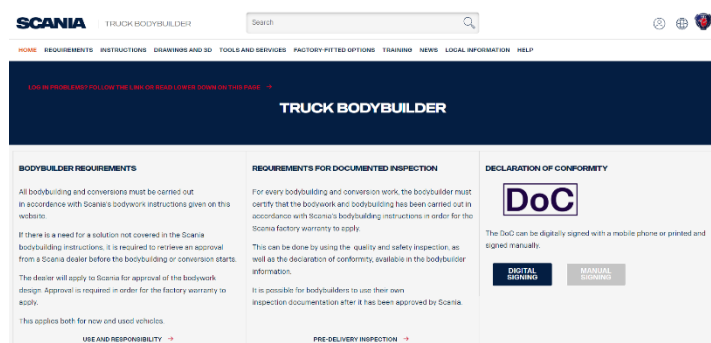 SCANIA TRUCK BODYBUILDER Search
HOME REQUIREMENTS INSTRUCTIONS DRAWINGS AND 3D TOOLS AND SERVICES FACTORY-FITTED OPTIONS TRAINING NEWS LOCAL INFORMATION HELP
LOG IN PROBLEMS? FOLLOW THE LINK OR READ LOWER DOWN ON THIS PAGE →
TRUCK BODYBUILDER
BODYBUILDER REQUIREMENTS
All bodybuilding and conversions must be carried out
in accordance with Scania's bodywork instructions given on this
website.
If there is a need for a solution not covered in the Scania
bodybuilding instructions, it is required to retrieve an approval
from a Scania dealer before the bodybuilding or conversion starts.
The dealer will apply to Scania for approval of the bodywork
design. Approval is required in order for the factory warranty to
apply.
This applies both for new and used vehicles.
USE AND RESPONSIBILITY →
REQUIREMENTS FOR DOCUMENTED INSPECTION
For every bodybuilding and conversion work, the bodybuilder must
certify that the bodywork and bodybuilding has been carried out in
accordance with Scania's bodybuilding instructions in order for the
Scania factory warranty to apply.
This can be done by using the quality and safety inspection, as
well as the declaration of conformity, available in the bodybuilder
information.
It is possible for bodybuilders to use their own
inspection documentation after it has been approved by Scania.
PRE-DELIVERY INSPECTION →
DECLARATION OF CONFORMITY
DoC
The DoC can be digitally signed with a mobile phone or printed and
signed manually.
DIGITAL
SIGNING
MANUAL
SIGNING